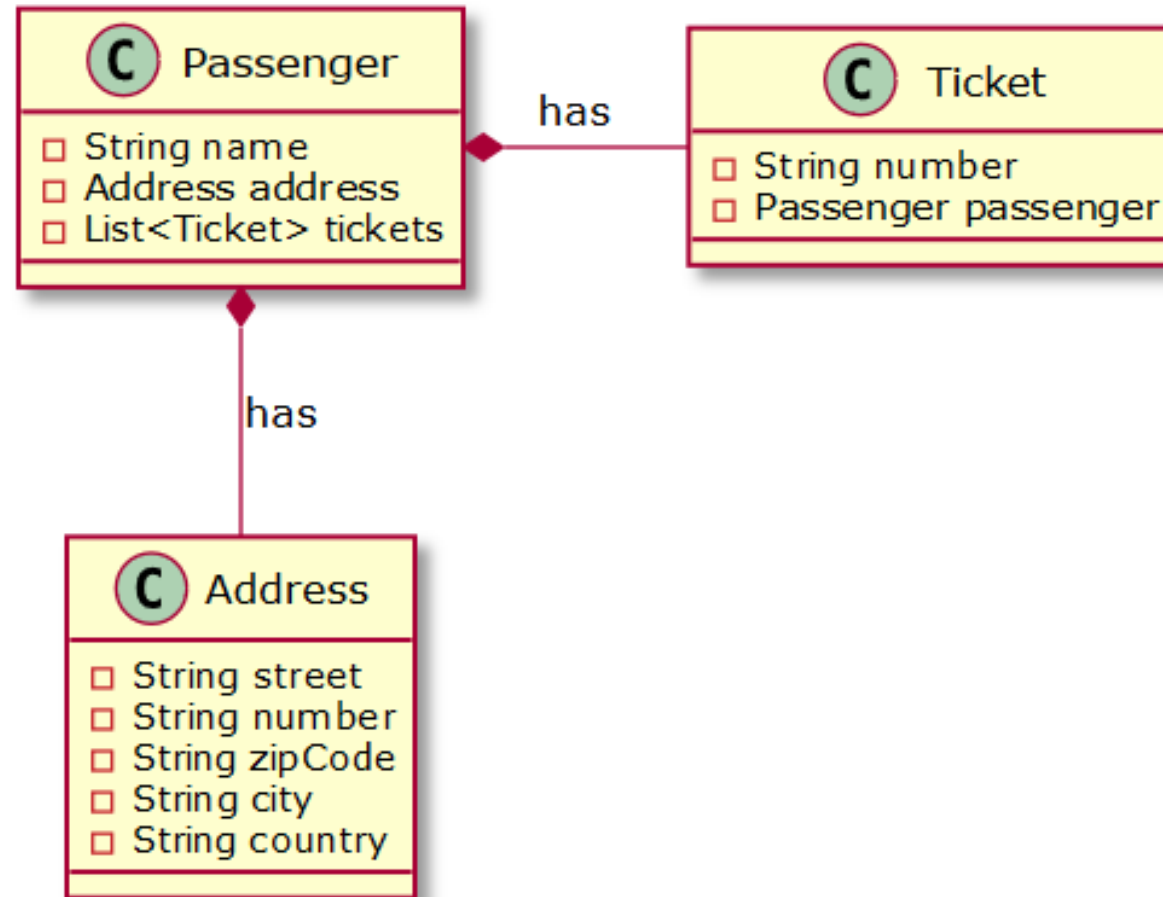 C Passenger
String name
Address address
List<Ticket> tickets
has
C Ticket
String number
Passenger passenger
has
C Address
String street
String number
String zipCode
String city
String country